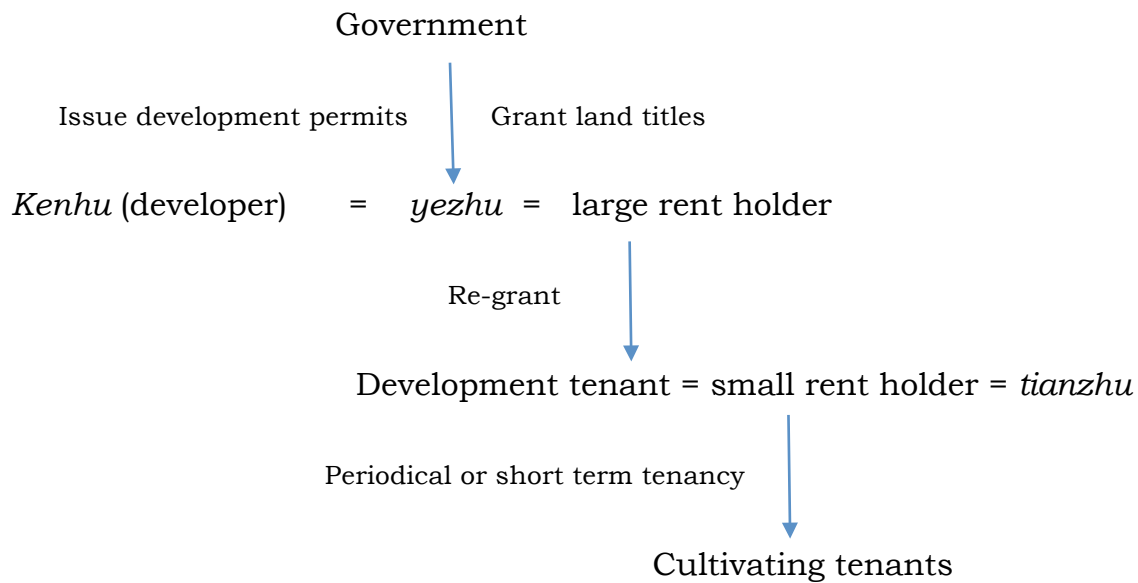 Government
Issue development permits Grant land titles
Kenhu (developer) = yezhu = large rent holder
Re-grant
Development tenant = small rent holder = tianzhu
Periodical or short term tenancy
Cultivating tenants